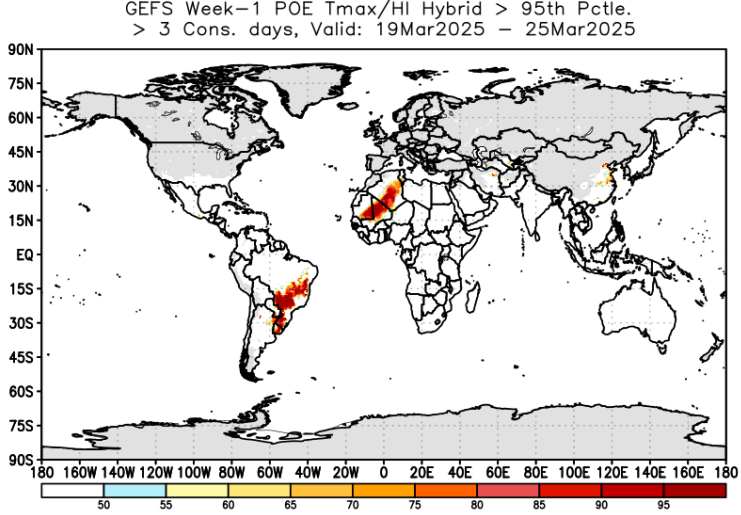 GEFS Week-1 POE Tmax/HI Hybrid > 95th Pctle.
> 3 Cons. days, Valid: 19Mar2025 - 25Mar2025
90N
75N
60N
45N
30N
15N
EQ
15S
30S
45S
60S
75S
90S
180 160W 140W 120W 100W 80W 60W 40W 20W 0 20E 40E 60E 80E 100E 120E 140E 160E 180
50 55 60 65 70 75 80 85 90 95